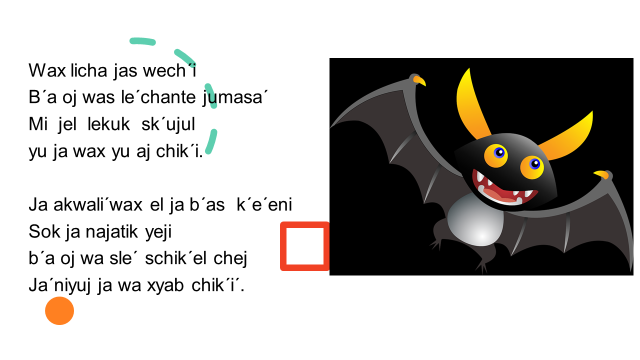 Wax licha jas wech´i
B´a oj was le´chante jumasa´
Mi jel lekuk sk´ujul
yu ja wax yu aj chik´i.
Ja akwali´wax el ja b´as k´e´eni
Sok ja najatik yeji
b´a oj wa sle´ schik´el chej
Ja´niyuj ja wa xyab chik´i´.